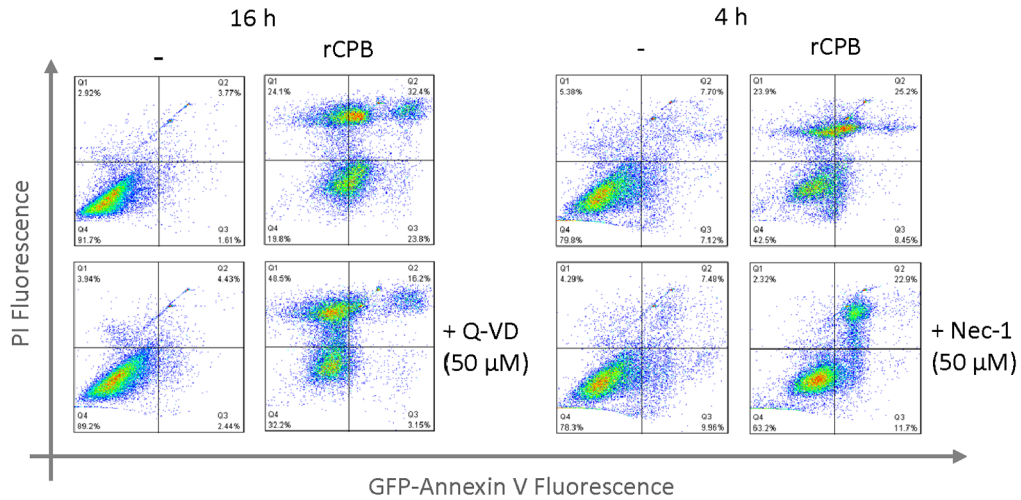 16 h
4 h
-
rCPB
-
rCPB
Q1
2.92%
Q2
3.77%
Q4
91.7%
Q3
1.61%
Q1
24.1%
Q2
32.4%
Q4
19.8%
Q3
23.8%
Q1
5.38%
Q2
7.70%
Q4
79.8%
Q3
7.12%
Q1
23.9%
Q2
25.2%
Q4
42.5%
Q3
8.45%
Q1
3.94%
Q2
4.43%
Q4
89.2%
Q3
2.44%
Q1
48.5%
Q2
16.2%
Q4
32.2%
Q3
3.15%
+ Q-VD
(50 µM)
Q1
4.29%
Q2
7.48%
Q4
78.3%
Q3
9.96%
Q1
2.32%
Q2
22.9%
Q4
63.2%
Q3
11.7%
+ Nec-1
(50 µM)
PI Fluorescence
GFP-Annexin V Fluorescence